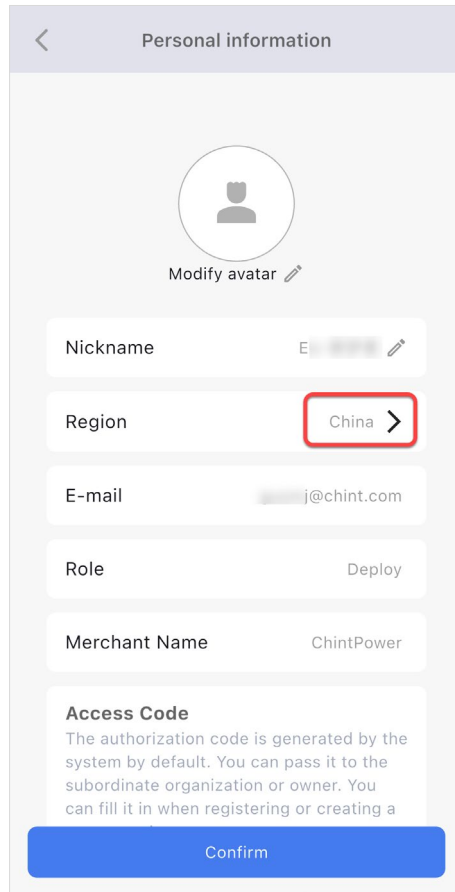 Personal information
Modify avatar
Nickname E
Region China
E-mail j@chint.com
Role Deploy
Merchant Name ChintPower
Access Code
The authorization code is generated by the
system by default. You can pass it to the
subordinate organization or owner. You
can fill it in when registering or creating a
Confirm